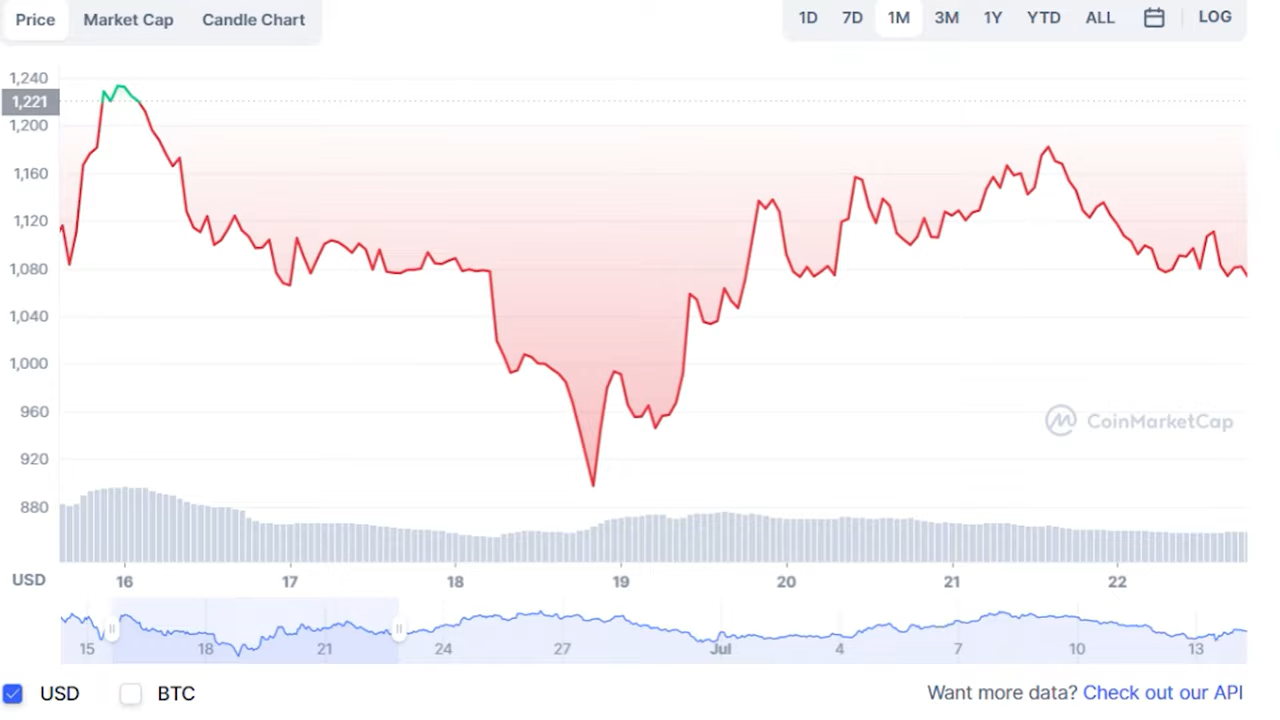 Price Market Cap Candle Chart 1D 7D 1M 3M 1Y YTD ALL LOG
1,240
1,221
1,200
1,160
1,120
1,080
1,040
1,000
960
CoinMarketCap
920
880
USD 16 17 18 19 20 21 22
15 18 21 24 27 Jul 4 7 10 13
USD BTC Want more data? Check out our API